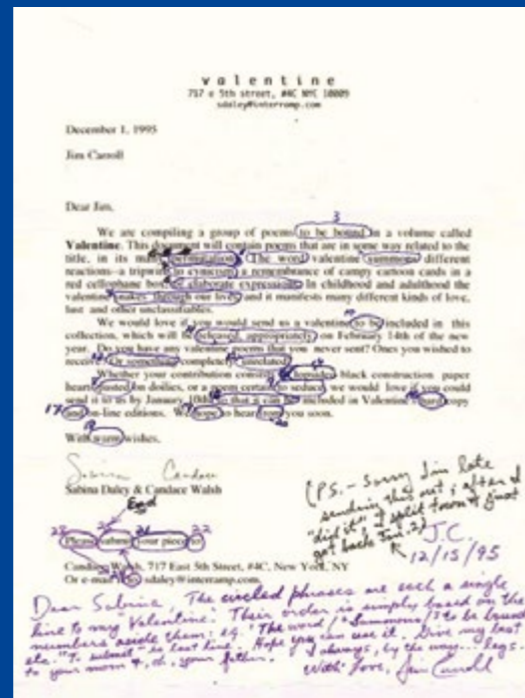 valentine
717 e 5th street, #4C NYC 10009
sdaley@interramp.com
December 1, 1995
Jim Carroll
Dear Jim,
We are compiling a group of poems to be bound in a volume called
Valentine. This document will contain poems that are in some way related to the
title, in its many permutations. The word valentine summons different
reactions--a tripwire to cynicism, a remembrance of campy cartoon cards in a
red cellophane box, or elaborate expressions. In childhood and adulthood the
valentine snakes through our lives and it manifests many different kinds of love,
lust and other unclassifiables.
We would love if you would send us a valentine to be included in this
collection, which will be released, appropriately, on February 14th of the new
year. Do you have any valentine poems that you never sent? Ones you wished to
receive? Or something completely unrelated?
Whether your contribution consists of black construction paper
hearts on doilies, or a poem certain to seduce, we would love if you could
send it to us by January 10th so that it can be included in Valentine's hard copy
and on-line editions. We hope to hear from you soon.
With warm wishes,
Sabina Candace
Sabina Daley & Candace Walsh
End
Please submit your piece to
Candace Walsh, 717 East 5th Street, #4C, New York, NY
Or e-mail to sdaley@interramp.com.
(P.S. – Sorry I'm late
sending this out; after I
"did it", I split town & just
got back Jan. 2)
J.C.
12/15/95
Dear Sabrina, The circled phrases are each a single
line to my Valentine. Their order is simply based on the
numbers aside them: e.g. "The word / "Summons / 3 to be bound
etc. "To submit" is last line. Hope you can use it. Give my best
to your mom &, oh, your father. I always, by the way... legs.
With love, Jim Carroll